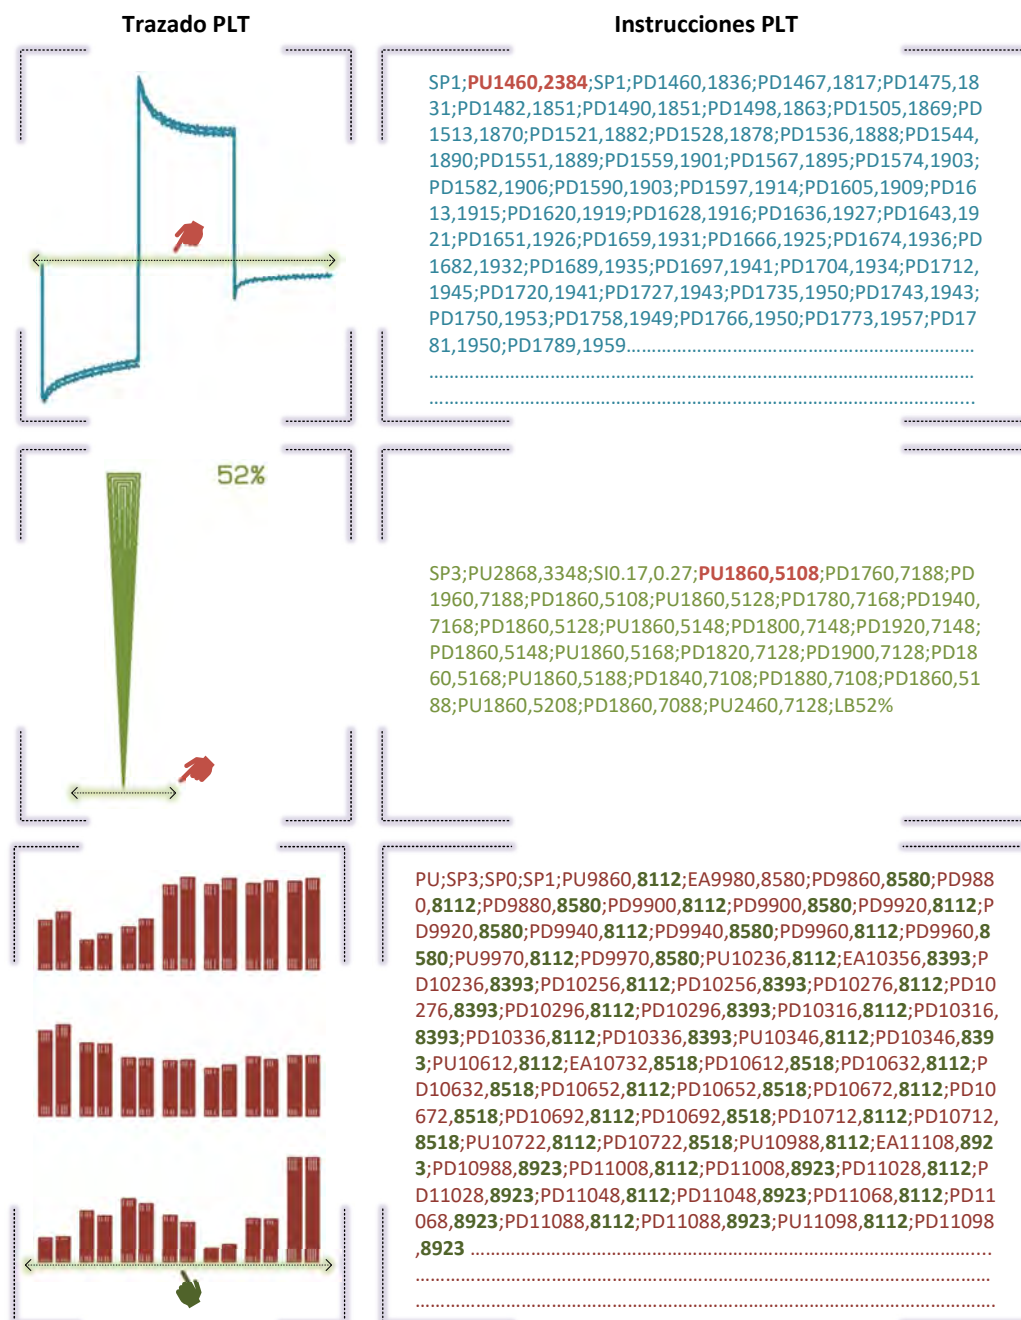 Trazado PLT
Instrucciones PLT
SP1;PU1460,2384;SP1;PD1460,1836;PD1467,1817;PD1475,18
31;PD1482,1851;PD1490,1851;PD1498,1863;PD1505,1869;PD
1513,1870;PD1521,1882;PD1528,1878;PD1536,1888;PD1544,
1890;PD1551,1889;PD1559,1901;PD1567,1895;PD1574,1903;
PD1582,1906;PD1590,1903;PD1597,1914;PD1605,1909;PD16
13,1915;PD1620,1919;PD1628,1916;PD1636,1927;PD1643,19
21;PD1651,1926;PD1659,1931;PD1666,1925;PD1674,1936;PD
1682,1932;PD1689,1935;PD1697,1941;PD1704,1934;PD1712,
1945;PD1720,1941;PD1727,1943;PD1735,1950;PD1743,1943;
PD1750,1953;PD1758,1949;PD1766,1950;PD1773,1957;PD17
81,1950;PD1789,1959......................................................................
..............................................................................................................
..............................................................................................................
52%
SP3;PU2868,3348;SI0.17,0.27;PU1860,5108;PD1760,7188;PD
1960,7188;PD1860,5108;PU1860,5128;PD1780,7168;PD1940,
7168;PD1860,5128;PU1860,5148;PD1800,7148;PD1920,7148;
PD1860,5148;PU1860,5168;PD1820,7128;PD1900,7128;PD18
60,5168;PU1860,5188;PD1840,7108;PD1880,7108;PD1860,51
88;PU1860,5208;PD1860,7088;PU2460,7128;LB52%
PU;SP3;SP0;SP1;PU9860,8112;EA9980,8580;PD9860,8580;PD988
0,8112;PD9880,8580;PD9900,8112;PD9900,8580;PD9920,8112;P
D9920,8580;PD9940,8112;PD9940,8580;PD9960,8112;PD9960,8
580;PU9970,8112;PD9970,8580;PU10236,8112;EA10356,8393;P
D10236,8393;PD10256,8112;PD10256,8393;PD10276,8112;PD10
276,8393;PD10296,8112;PD10296,8393;PD10316,8112;PD10316,
8393;PD10336,8112;PD10336,8393;PU10346,8112;PD10346,839
3;PU10612,8112;EA10732,8518;PD10612,8518;PD10632,8112;P
D10632,8518;PD10652,8112;PD10652,8518;PD10672,8112;PD10
672,8518;PD10692,8112;PD10692,8518;PD10712,8112;PD10712,
8518;PU10722,8112;PD10722,8518;PU10988,8112;EA11108,892
3;PD10988,8923;PD11008,8112;PD11008,8923;PD11028,8112;P
D11028,8923;PD11048,8112;PD11048,8923;PD11068,8112;PD11
068,8923;PD11088,8112;PD11088,8923;PU11098,8112;PD11098
,8923 .........................................................................................................
.....................................................................................................................
.....................................................................................................................